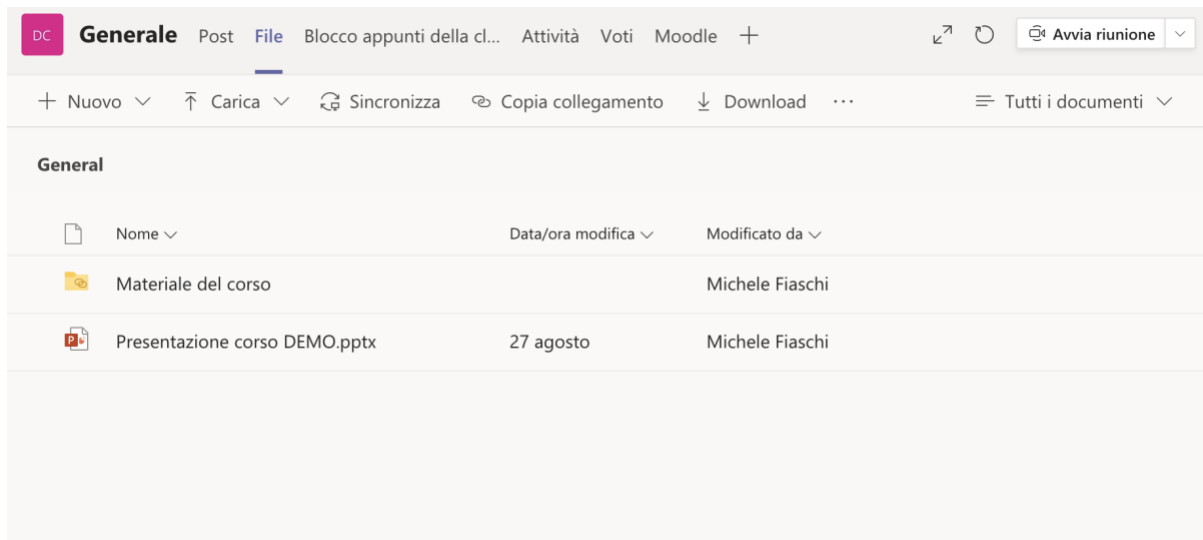 DC Generale Post File Blocco appunti della cl... Attività Voti Moodle Avvia riunione
Nuovo Carica Sincronizza Copia collegamento Download ... Tutti i documenti
General
Nome Data/ora modifica Modificato da
Materiale del corso Michele Fiaschi
Presentazione corso DEMO.pptx 27 agosto Michele Fiaschi